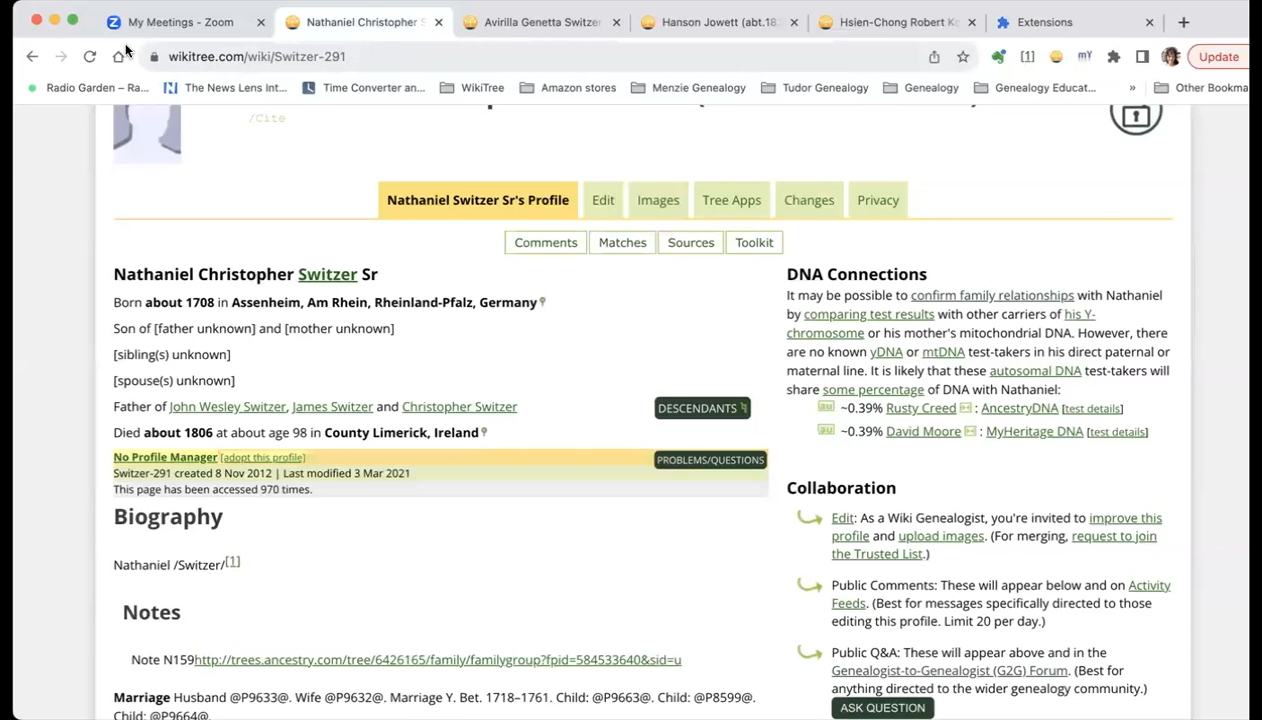 My Meetings - Zoom
Nathaniel Christopher S
Avirilla Genetta Switzer
Hanson Jowett (abt.18
Hsien-Chong Robert K
Extensions
wikitree.com/wiki/Switzer-291
[1]
mY
Update
Radio Garden – Ra...
The News Lens Int...
Time Converter an...
WikiTree
Amazon stores
Menzie Genealogy
Tudor Genealogy
Genealogy
Genealogy Educat...
»
Other Bookma
/Cite
Nathaniel Switzer Sr's Profile
Edit
Images
Tree Apps
Changes
Privacy
Comments
Matches
Sources
Toolkit
Nathaniel Christopher Switzer Sr
Born about 1708 in Assenheim, Am Rhein, Rheinland-Pfalz, Germany
Son of [father unknown] and [mother unknown]
[sibling(s) unknown]
[spouse(s) unknown]
Father of John Wesley Switzer, James Switzer and Christopher Switzer
DESCENDANTS
Died about 1806 at about age 98 in County Limerick, Ireland
No Profile Manager [adopt this profile]
PROBLEMS/QUESTIONS
Switzer-291 created 8 Nov 2012 | Last modified 3 Mar 2021
This page has been accessed 970 times.
Biography
Nathaniel /Switzer/[1]
Notes
Note N159http://trees.ancestry.com/tree/6426165/family/familygroup?fpid=584533640&sid=u
Marriage Husband @P9633@. Wife @P9632@. Marriage Y. Bet. 1718–1761. Child: @P9663@. Child: @P8599@.
Child: @P9664@.
DNA Connections
It may be possible to confirm family relationships with Nathaniel
by comparing test results with other carriers of his Y-
chromosome or his mother's mitochondrial DNA. However, there
are no known yDNA or mtDNA test-takers in his direct paternal or
maternal line. It is likely that these autosomal DNA test-takers will
share some percentage of DNA with Nathaniel:
au ~0.39% Rusty Creed : AncestryDNA [test details]
au ~0.39% David Moore : MyHeritage DNA [test details]
Collaboration
Edit: As a Wiki Genealogist, you're invited to improve this
profile and upload images. (For merging, request to join
the Trusted List.)
Public Comments: These will appear below and on Activity
Feeds. (Best for messages specifically directed to those
editing this profile. Limit 20 per day.)
Public Q&A: These will appear above and in the
Genealogist-to-Genealogist (G2G) Forum. (Best for
anything directed to the wider genealogy community.)
ASK QUESTION